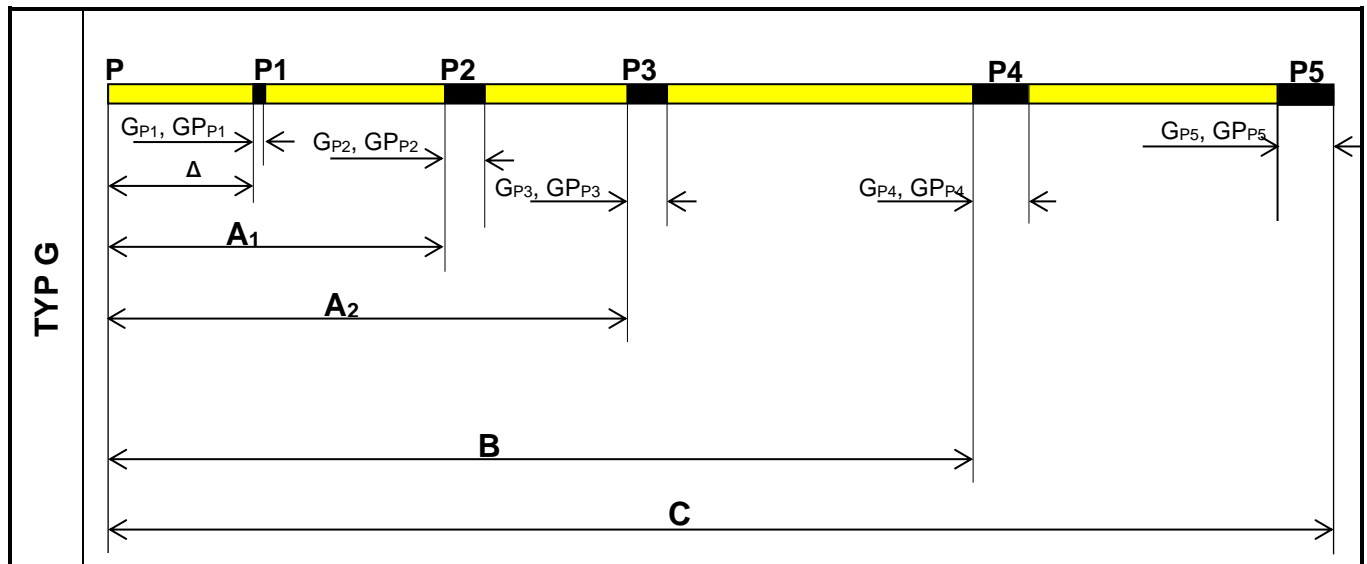 TYP G
P P1 P2 P3 P4 P5
GP1, GPP1
GP2, GPP2
GP5, GPP5
Δ
GP3, GPP3
GP4, GPP4
A1
A2
B
C